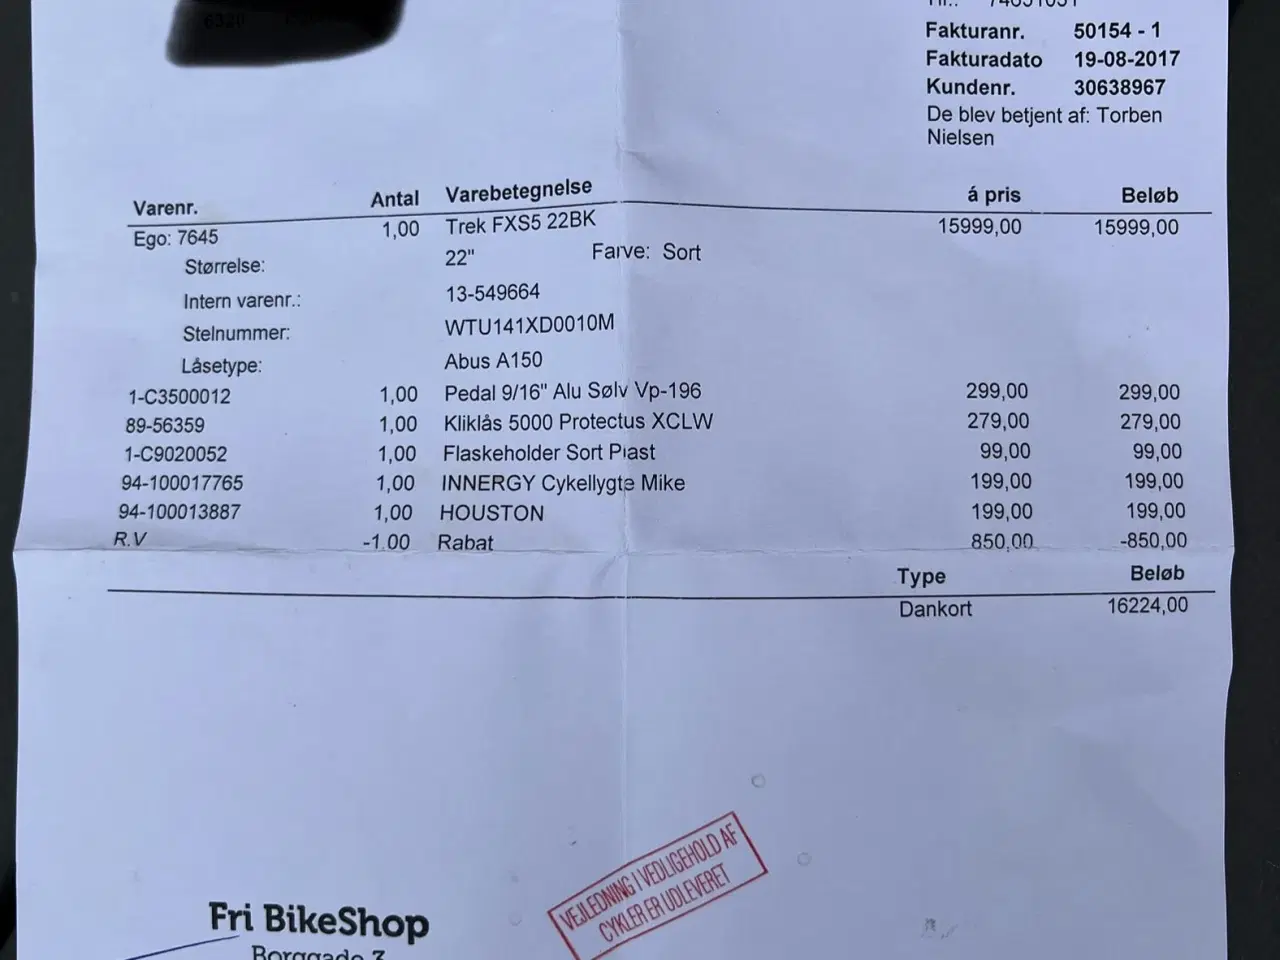 6320
Fakturanr. 50154 - 1
Fakturadato 19-08-2017
Kundenr. 30638967
De blev betjent af: Torben
Nielsen
Varenr. Antal Varebetegnelse á pris Beløb
Ego: 7645 1,00 Trek FXS5 22BK 15999,00 15999,00
Størrelse: 22" Farve: Sort
Intern varenr.: 13-549664
Stelnummer: WTU141XD0010M
Låsetype: Abus A150
1-C3500012 1,00 Pedal 9/16" Alu Sølv Vp-196 299,00 299,00
89-56359 1,00 Kliklås 5000 Protectus XCLW 279,00 279,00
1-C9020052 1,00 Flaskeholder Sort Plast 99,00 99,00
94-100017765 1,00 INNERGY Cykellygte Mike 199,00 199,00
94-100013887 1,00 HOUSTON 199,00 199,00
R.V -1.00 Rabat 850,00 -850,00
Type Beløb
Dankort 16224,00
VEJLEDNING I VEDLIGEHOLD AF
CYKLER ER UDLEVERET
Fri BikeShop
Borggade 3